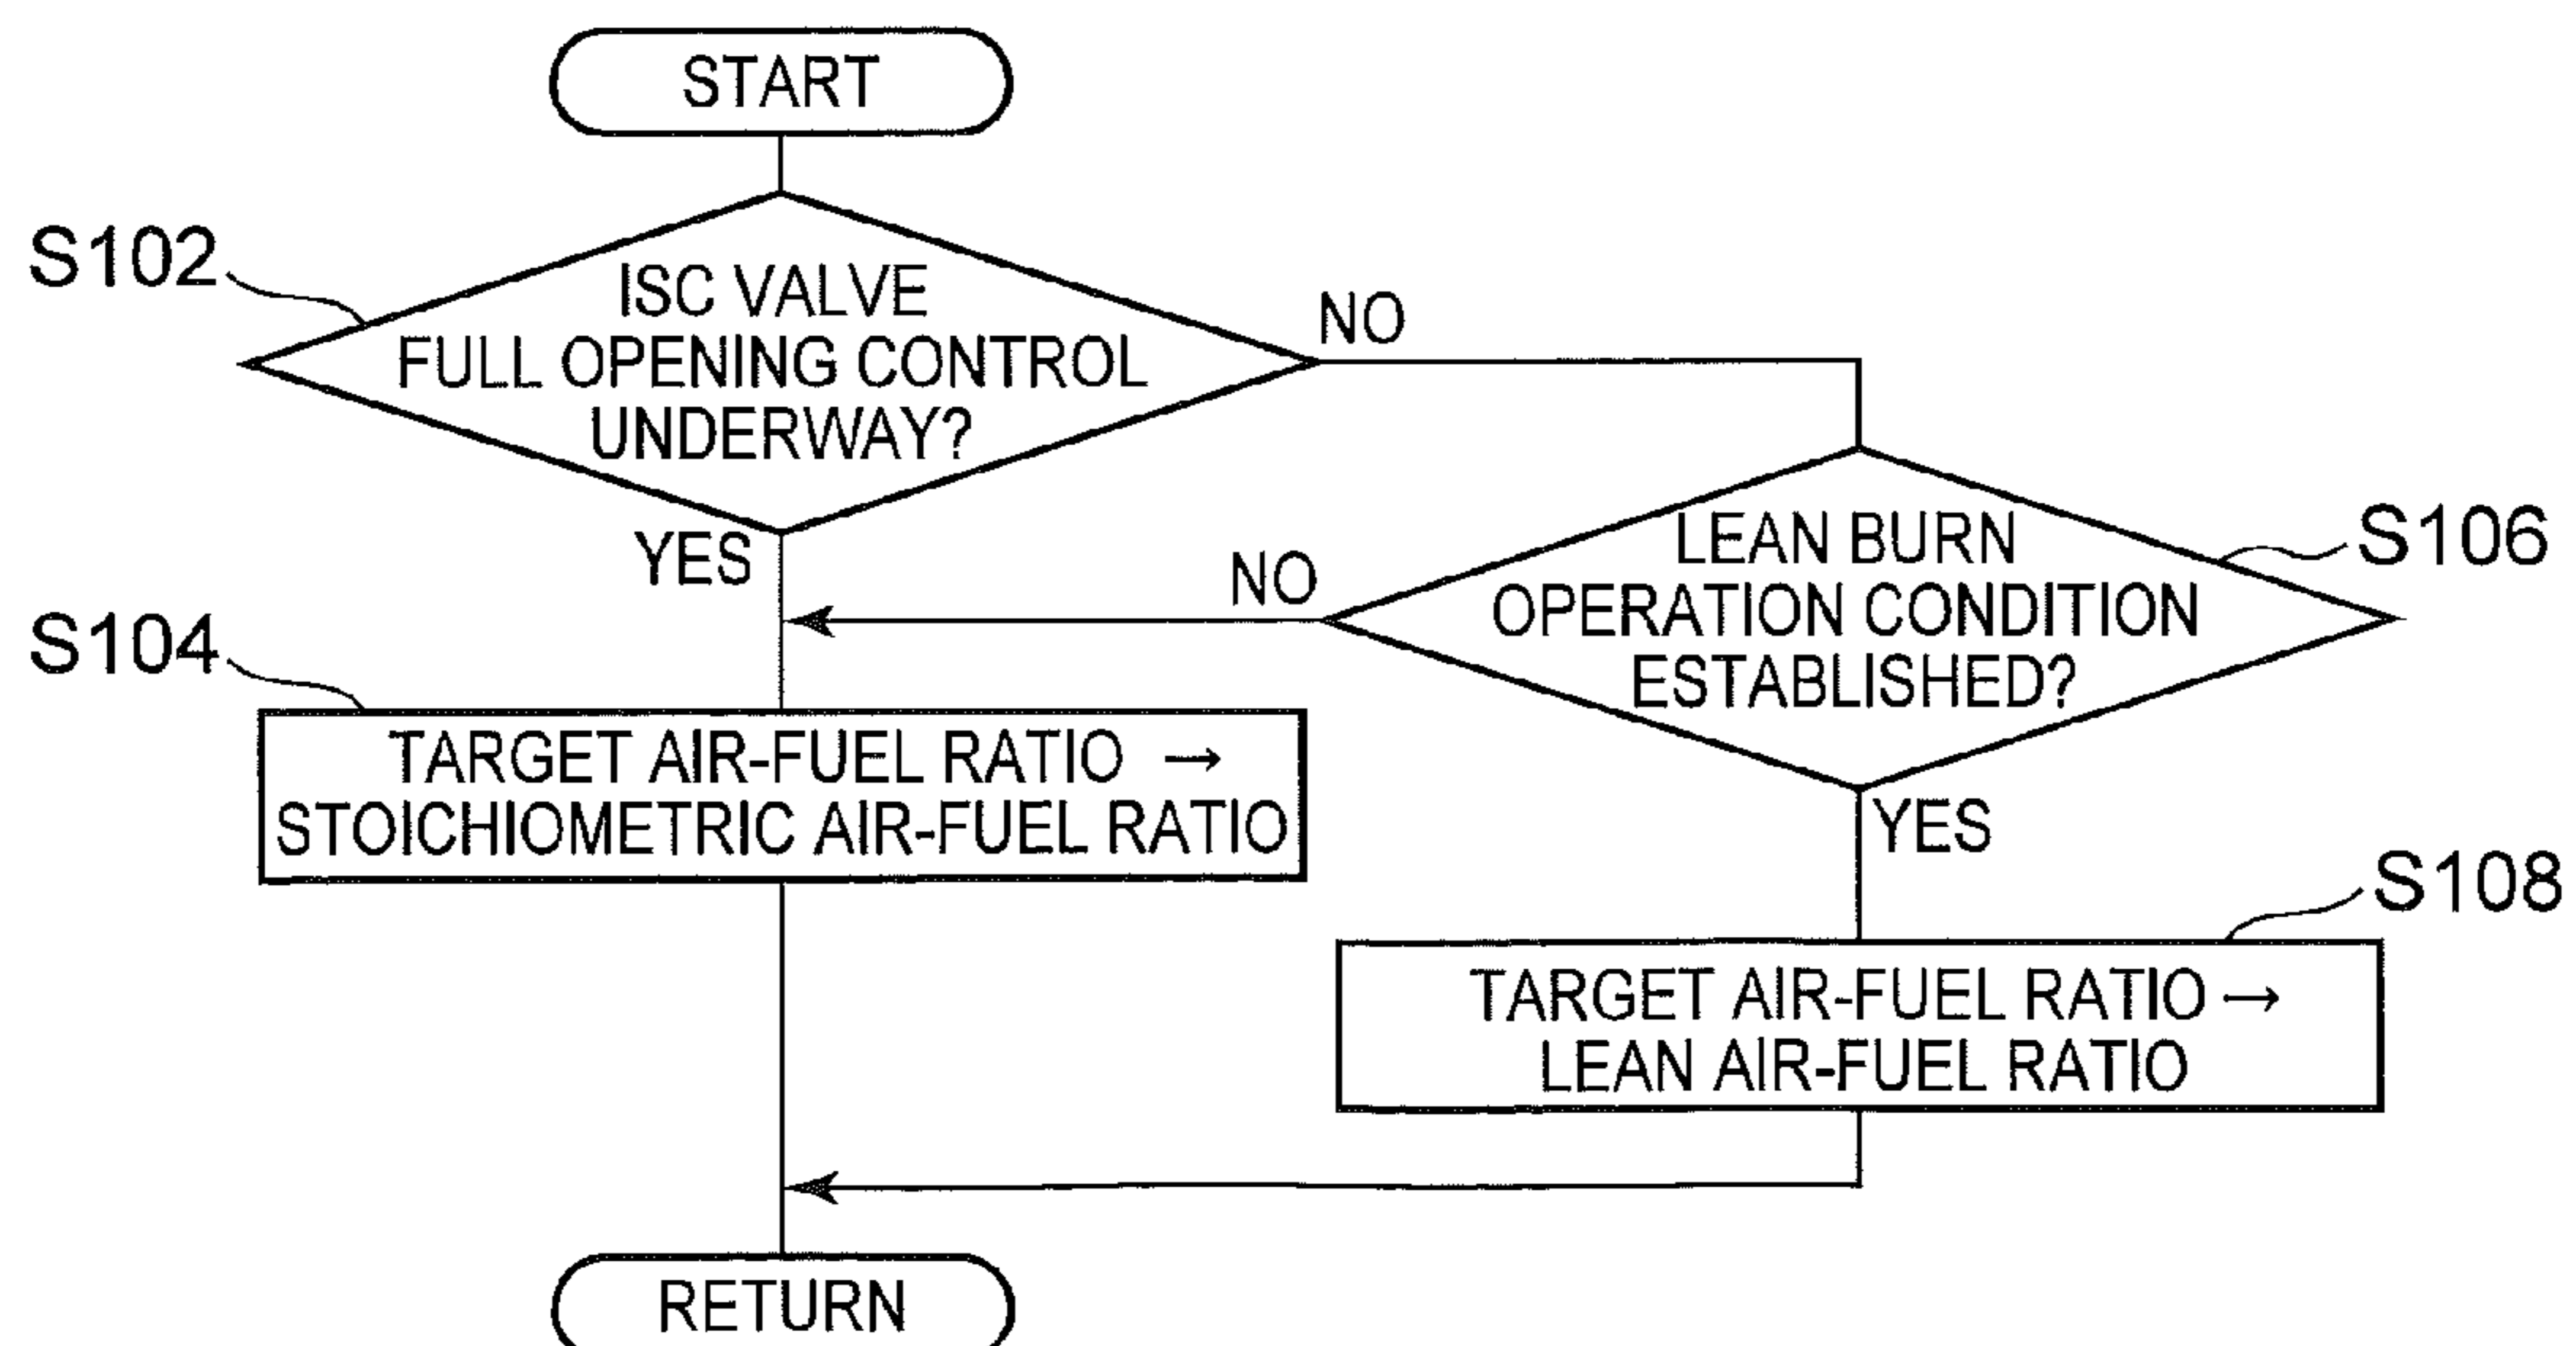 START
S102
ISC VALVE
FULL OPENING CONTROL
UNDERWAY?
NO
YES
LEAN BURN
OPERATION CONDITION
ESTABLISHED?
S106
NO
YES
S104
TARGET AIR-FUEL RATIO →
STOICHIOMETRIC AIR-FUEL RATIO
S108
TARGET AIR-FUEL RATIO →
LEAN AIR-FUEL RATIO
RETURN